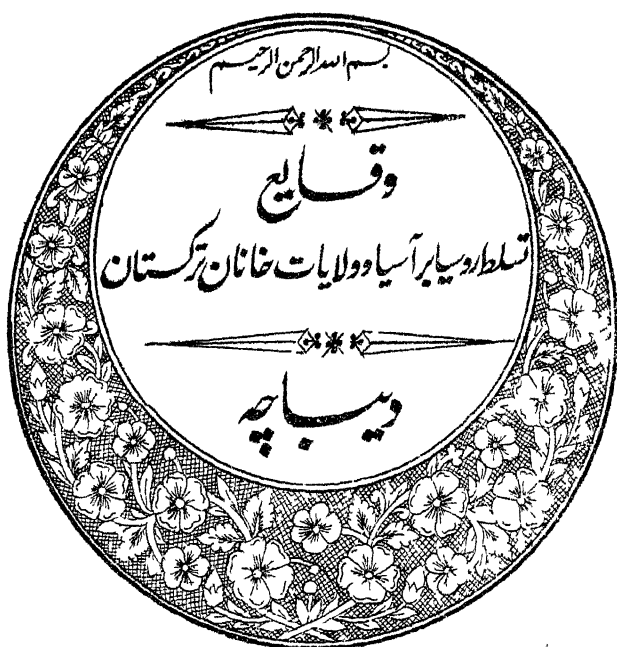 بسم الله الرحمن الرحیم
وقایع
تسلط روسیا بر آسیا و ولایات خانان ترکستان
دیباچه